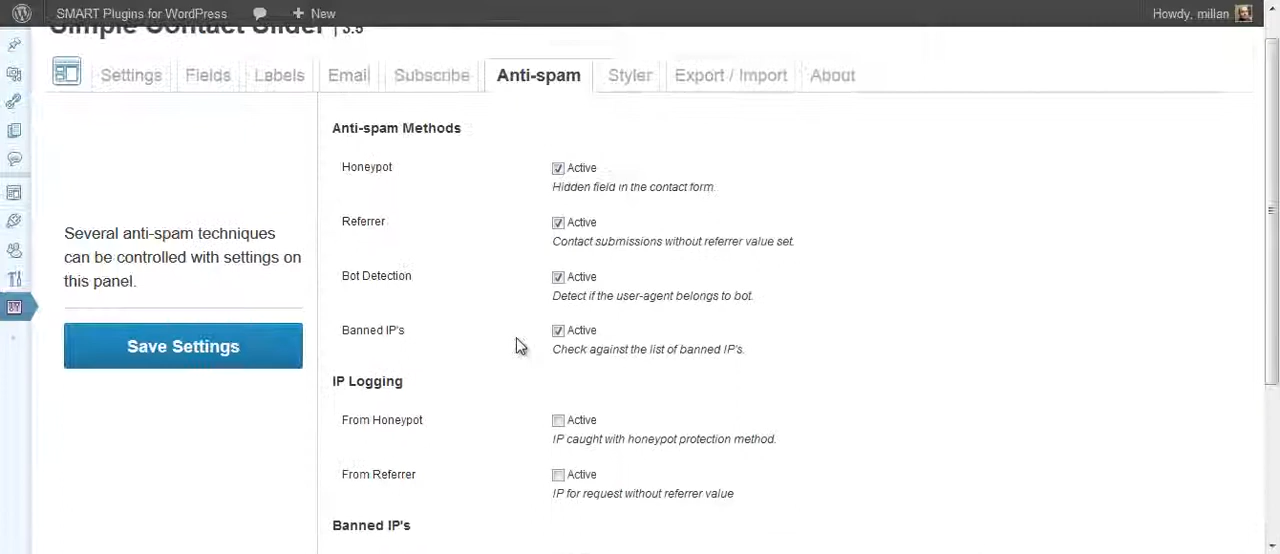 SMART Plugins for WordPress New Howdy, millan
Simple Contact Slider | 3.5
Settings Fields Labels Email Subscribe Anti-spam Styler Export / Import About
Anti-spam Methods
Honeypot Active
Hidden field in the contact form.
Referrer Active
Contact submissions without referrer value set.
Several anti-spam techniques
can be controlled with settings on
this panel.
Bot Detection Active
Detect if the user-agent belongs to bot.
Banned IP's Active
Check against the list of banned IP's.
Save Settings
IP Logging
From Honeypot Active
IP caught with honeypot protection method.
From Referrer Active
IP for request without referrer value
Banned IP's